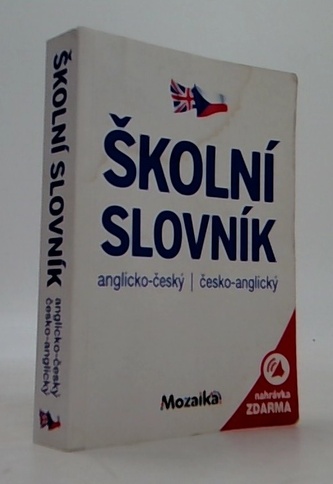 ŠKOLNÍ
SLOVNÍK
anglicko-český | česko-anglický
Mozaika
nahrávka
ZDARMA
ŠKOLNÍ SLOVNÍK
anglicko-český
česko-anglický